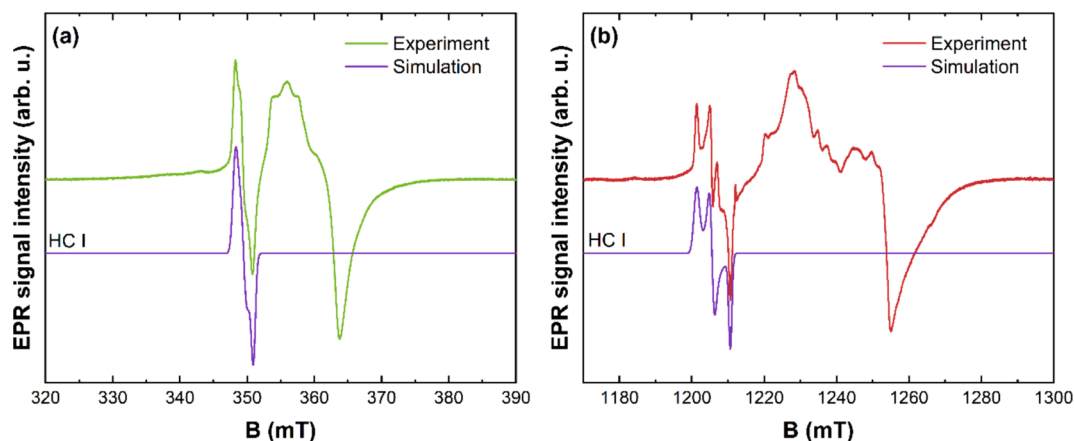 (a)
Experiment
Simulation
HC I
EPR signal intensity (arb. u.)
320 330 340 350 360 370 380 390
B (mT)
(b)
Experiment
Simulation
HC I
EPR signal intensity (arb. u.)
1180 1200 1220 1240 1260 1280 1300
B (mT)